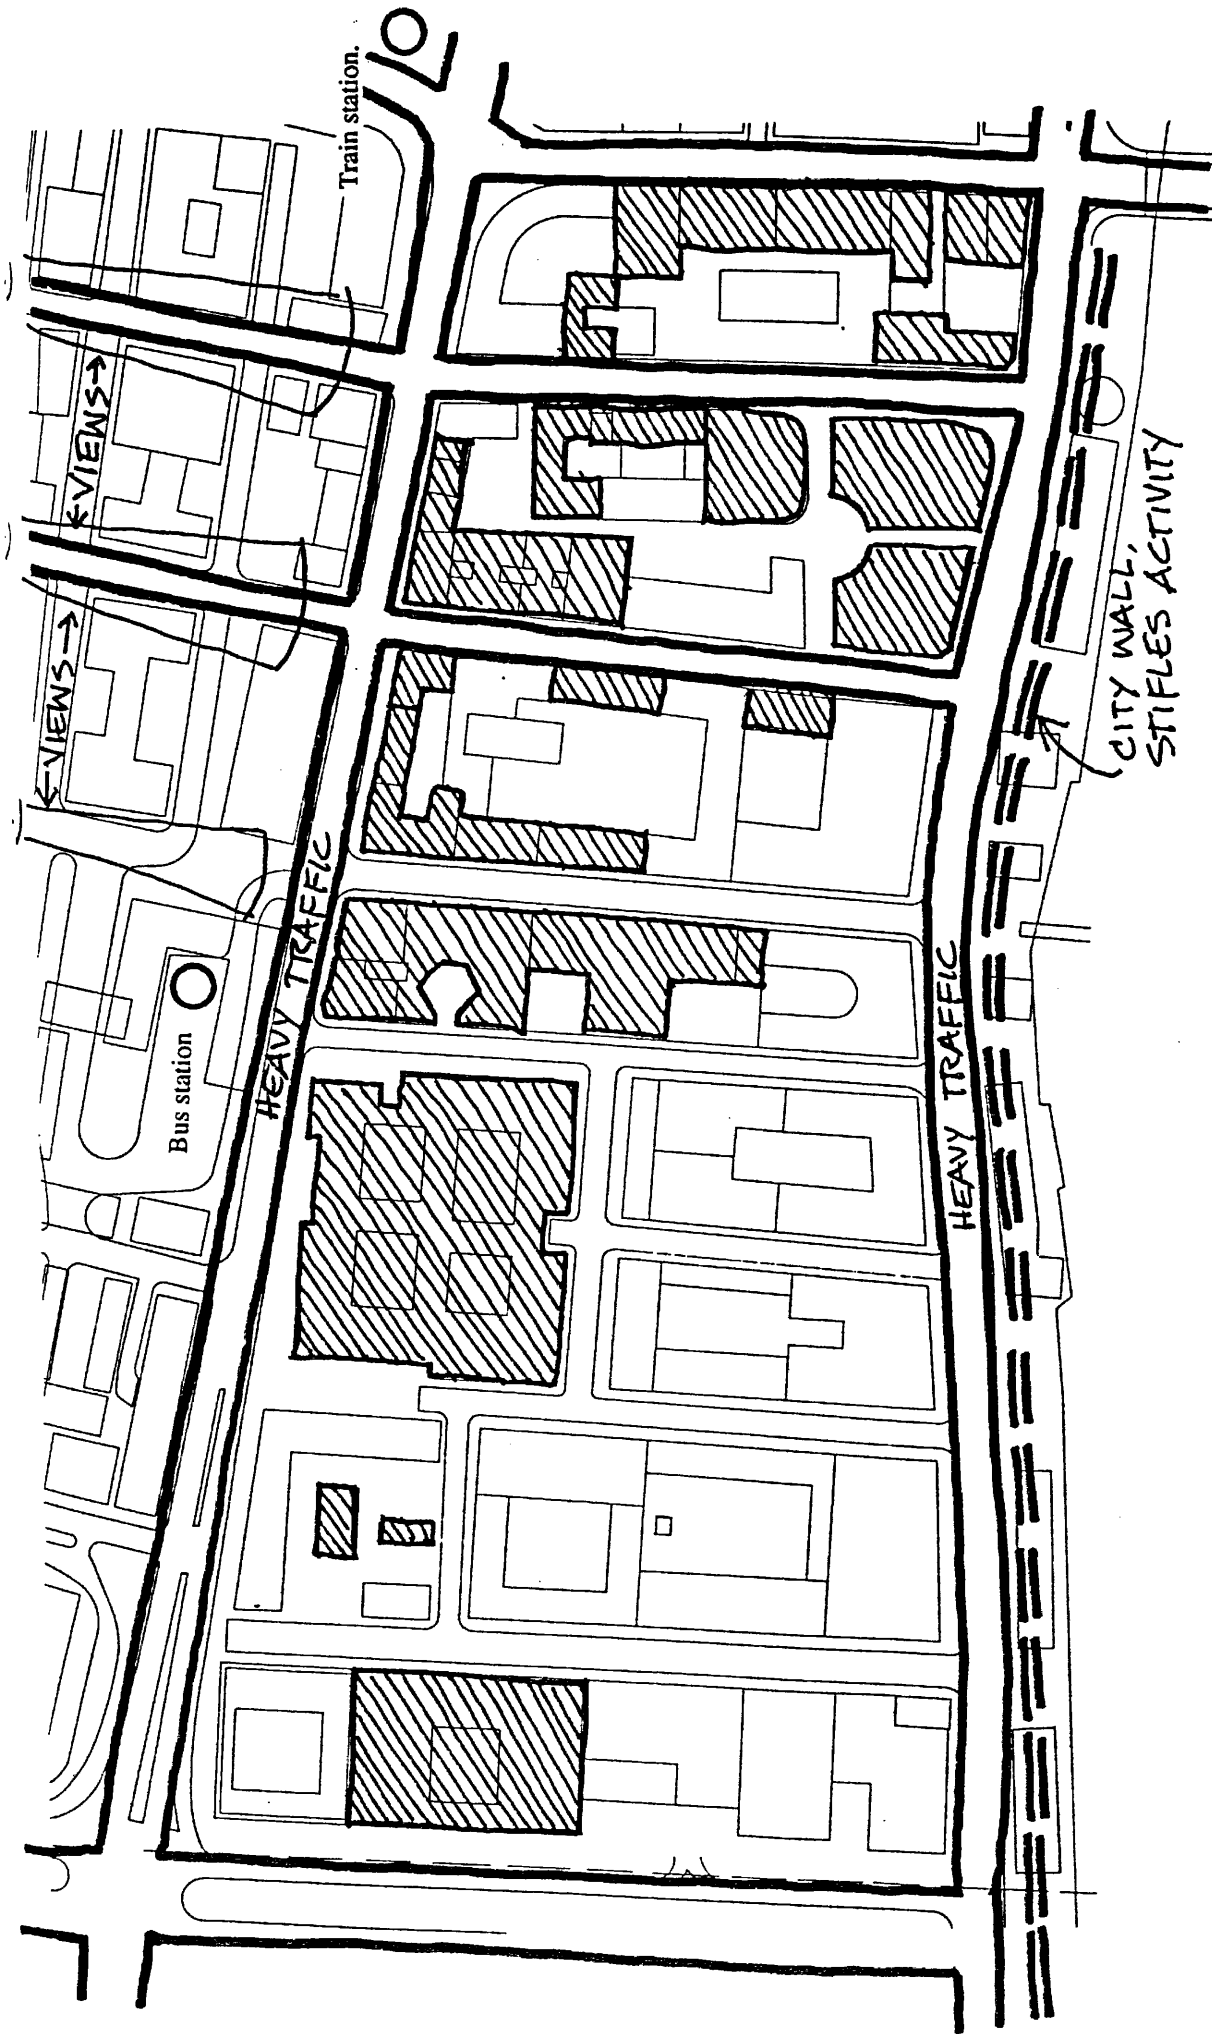 Train station.
←VIEWS→
←VIEWS→
Bus station
HEAVY TRAFFIC
HEAVY TRAFFIC
CITY WALL,
STIFLES ACTIVITY